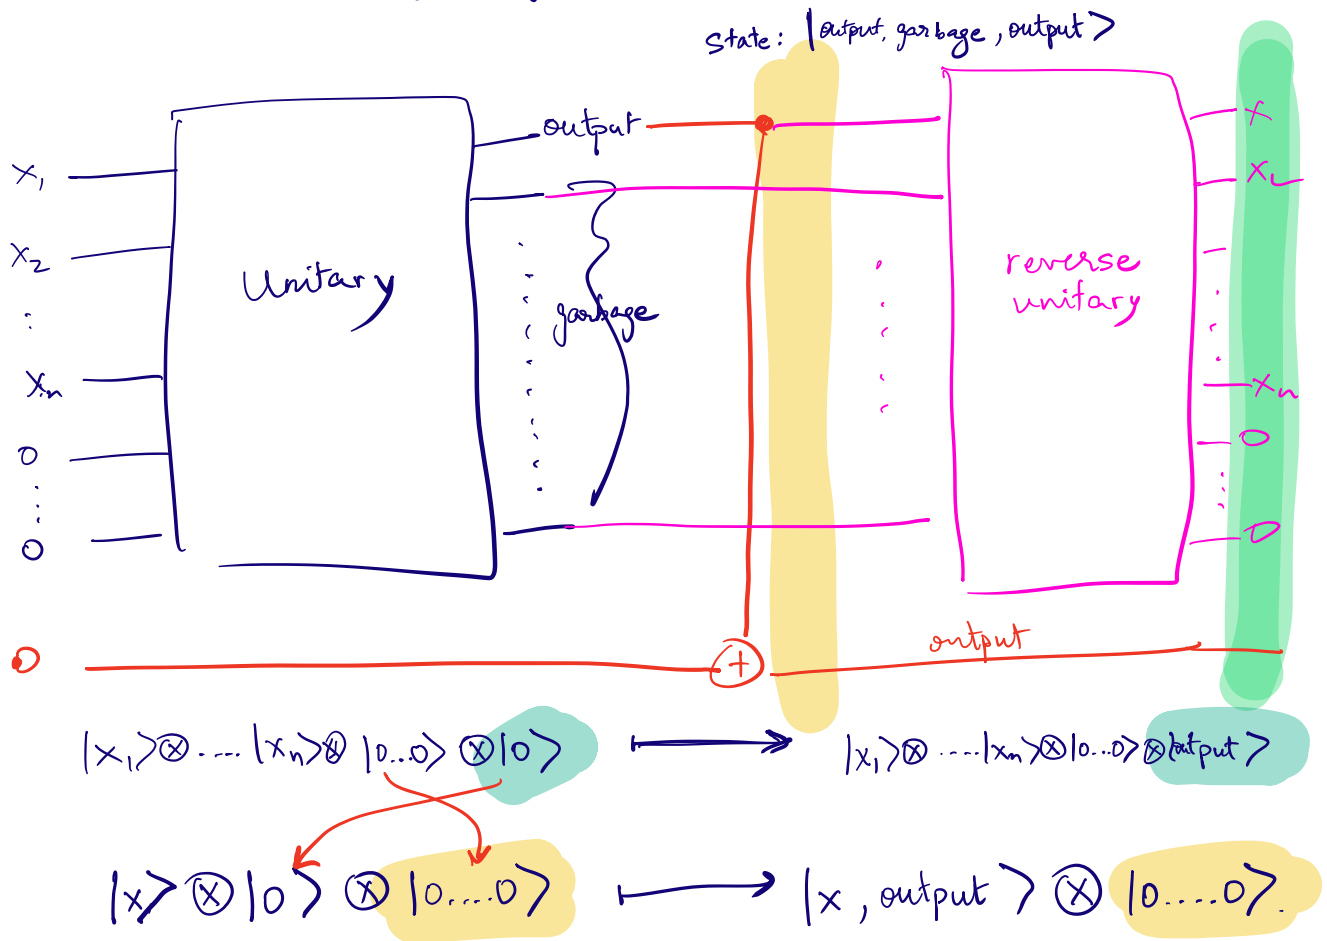 State: |output, garbage, output>
output
x
x₁
x₂
x₂
Unitary
reverse
unitary
garbage
xₙ
xₙ
0
0
0
0
0
+
output
|x₁>⊗....|xₙ>⊗ |0...0> ⊗|0> ↦ |x₁>⊗....|xₙ>⊗|0...0>⊗|output>
|x> ⊗ |0> ⊗ |0....0> ↦ |x, output> ⊗ |0....0>.